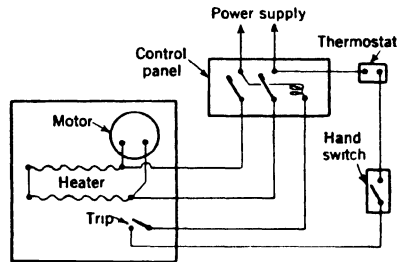 Power supply
Control
panel
Thermostat
Motor
Heater
Trip
Hand
switch